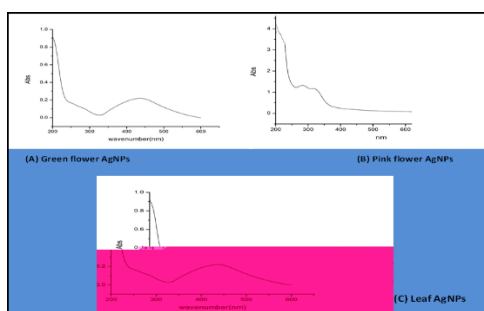 1.0
0.8
0.6
0.4
0.2
0.0
Abs
200 300 400 500 600
wavenumber(nm)
4
3
2
1
0
Abs
200 300 400 500 600
nm
(A) Green flower AgNPs
(B) Pink flower AgNPs
1.0
0.8
0.6
Abs
0.0
200 300 400 500 600
wavenumber(nm)
(C) Leaf AgNPs